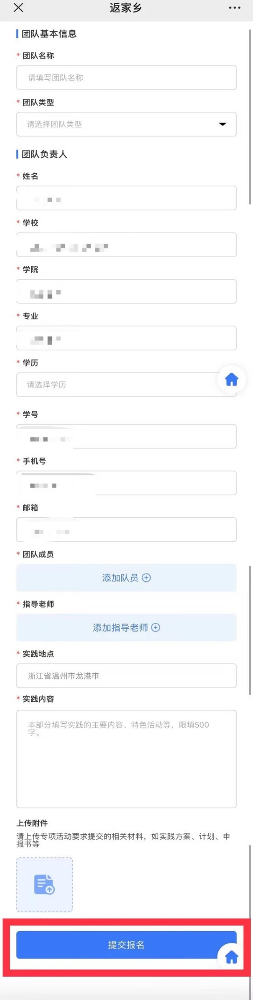 返家乡
团队基本信息
* 团队名称
请填写团队名称
* 团队类型
请选择团队类型
团队负责人
* 姓名
* 学校
* 学院
* 专业
* 学历
请选择学历
* 学号
* 手机号
* 邮箱
* 团队成员
添加队员
* 指导老师
添加指导老师
* 实践地点
浙江省温州市龙港市
* 实践内容
本部分填写实践的主要内容、特色活动等，限填500
字。
上传附件
请上传专项活动要求提交的相关材料，如实践方案、计划、申
报书等
提交报名